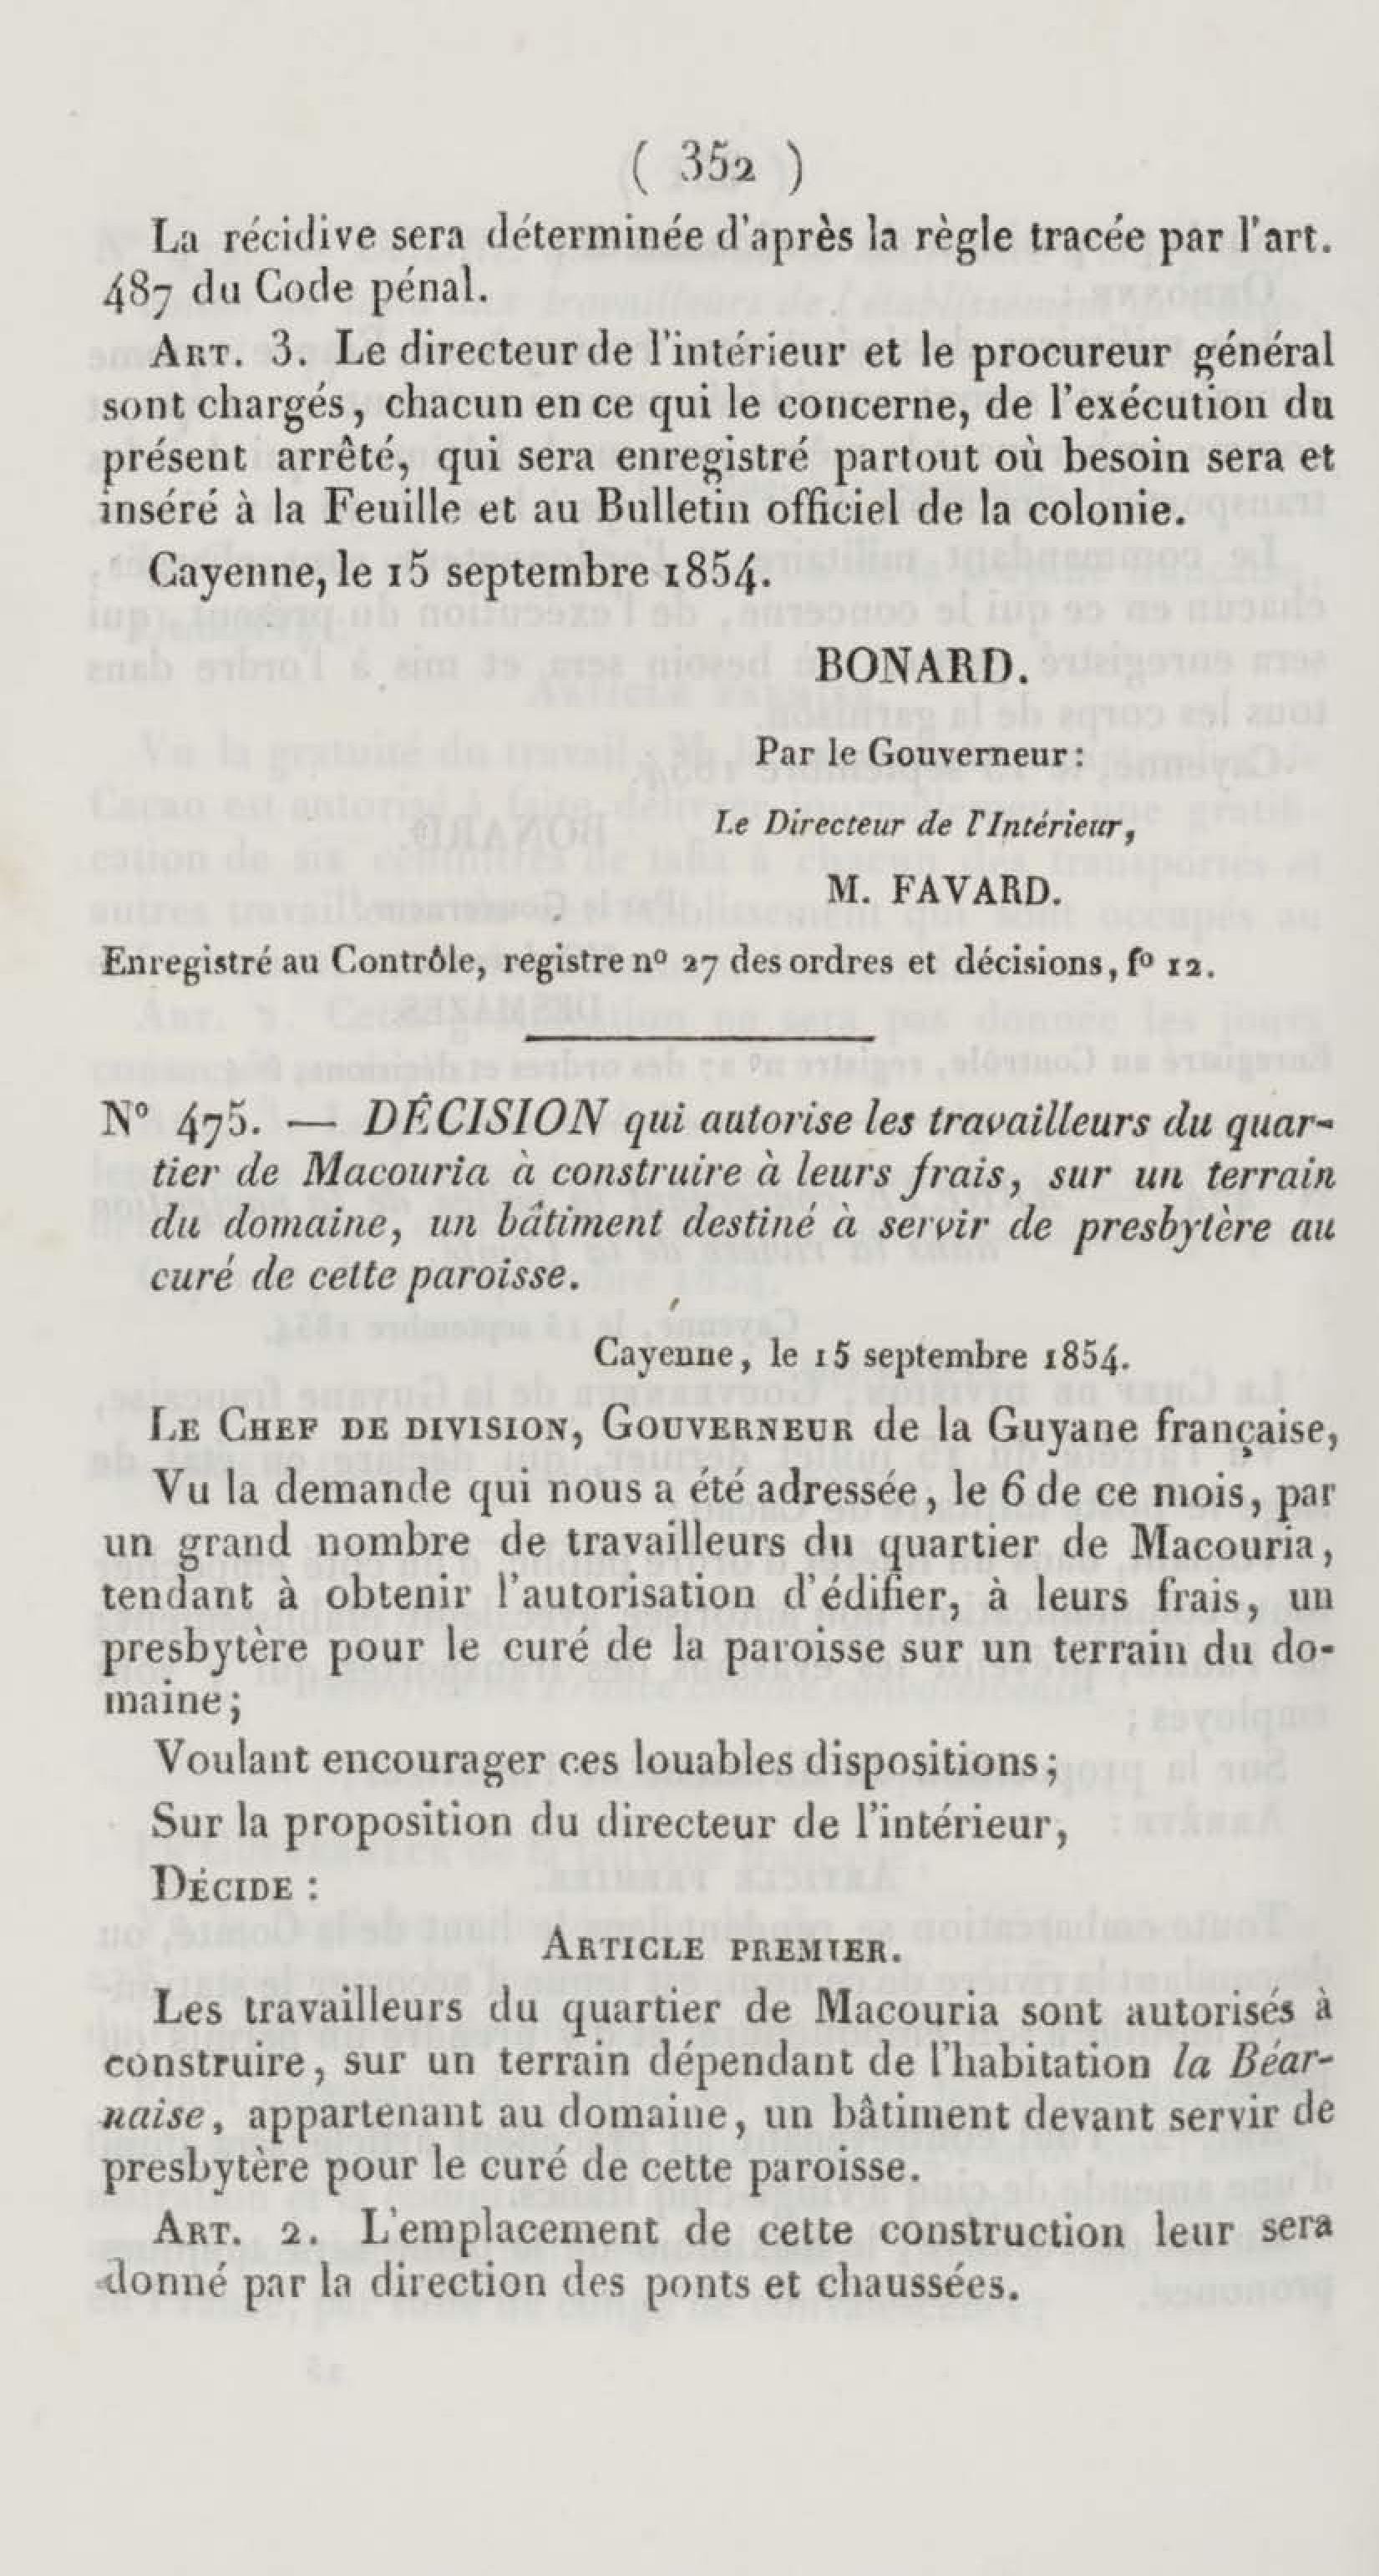 ( 352 )
La récidive sera déterminée d'après la règle tracée par l'art.
487 du Code pénal.
ART. 3. Le directeur de l'intérieur et le procureur général
sont chargés, chacun en ce qui le concerne, de l'exécution du
présent arrêté, qui sera enregistré partout où besoin sera et
inséré à la Feuille et au Bulletin officiel de la colonie.
Cayenne, le 15 septembre 1854.
BONARD.
Par le Gouverneur:
Le Directeur de l'Intérieur,
M. FAVARD.
Enregistré au Contrôle, registre nº 27 des ordres et décisions, fº 12.
N° 475. — DÉCISION qui autorise les travailleurs du quar-
tier de Macouria à construire à leurs frais, sur un terrain
du domaine, un bâtiment destiné à servir de presbytère au
curé de cette paroisse.
Cayenne, le 15 septembre 1854.
LE CHEF DE DIVISION, GOUVERNEUR de la Guyane française,
Vu la demande qui nous a été adressée, le 6 de ce mois, par
un grand nombre de travailleurs du quartier de Macouria,
tendant à obtenir l'autorisation d'édifier, à leurs frais, un
presbytère pour le curé de la paroisse sur un terrain du do-
maine;
Voulant encourager ces louables dispositions;
Sur la proposition du directeur de l'intérieur,
DÉCIDE :
ARTICLE PREMIER.
Les travailleurs du quartier de Macouria sont autorisés à
construire, sur un terrain dépendant de l'habitation la Béar-
naise, appartenant au domaine, un bâtiment devant servir de
presbytère pour le curé de cette paroisse.
ART. 2. L'emplacement de cette construction leur sera
donné par la direction des ponts et chaussées.